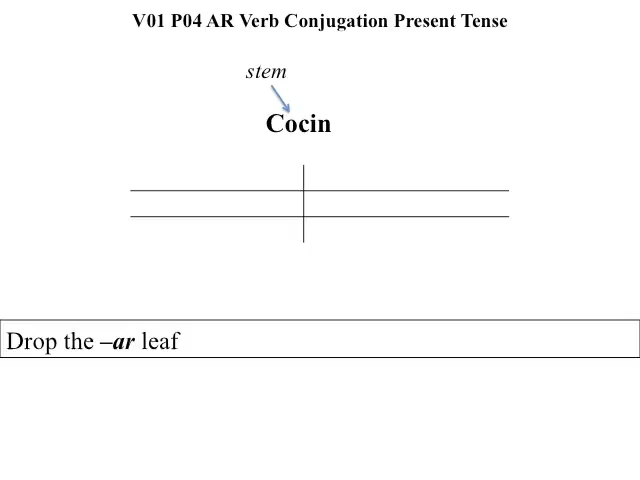 V01 P04 AR Verb Conjugation Present Tense
stem
Cocin
Drop the –ar leaf